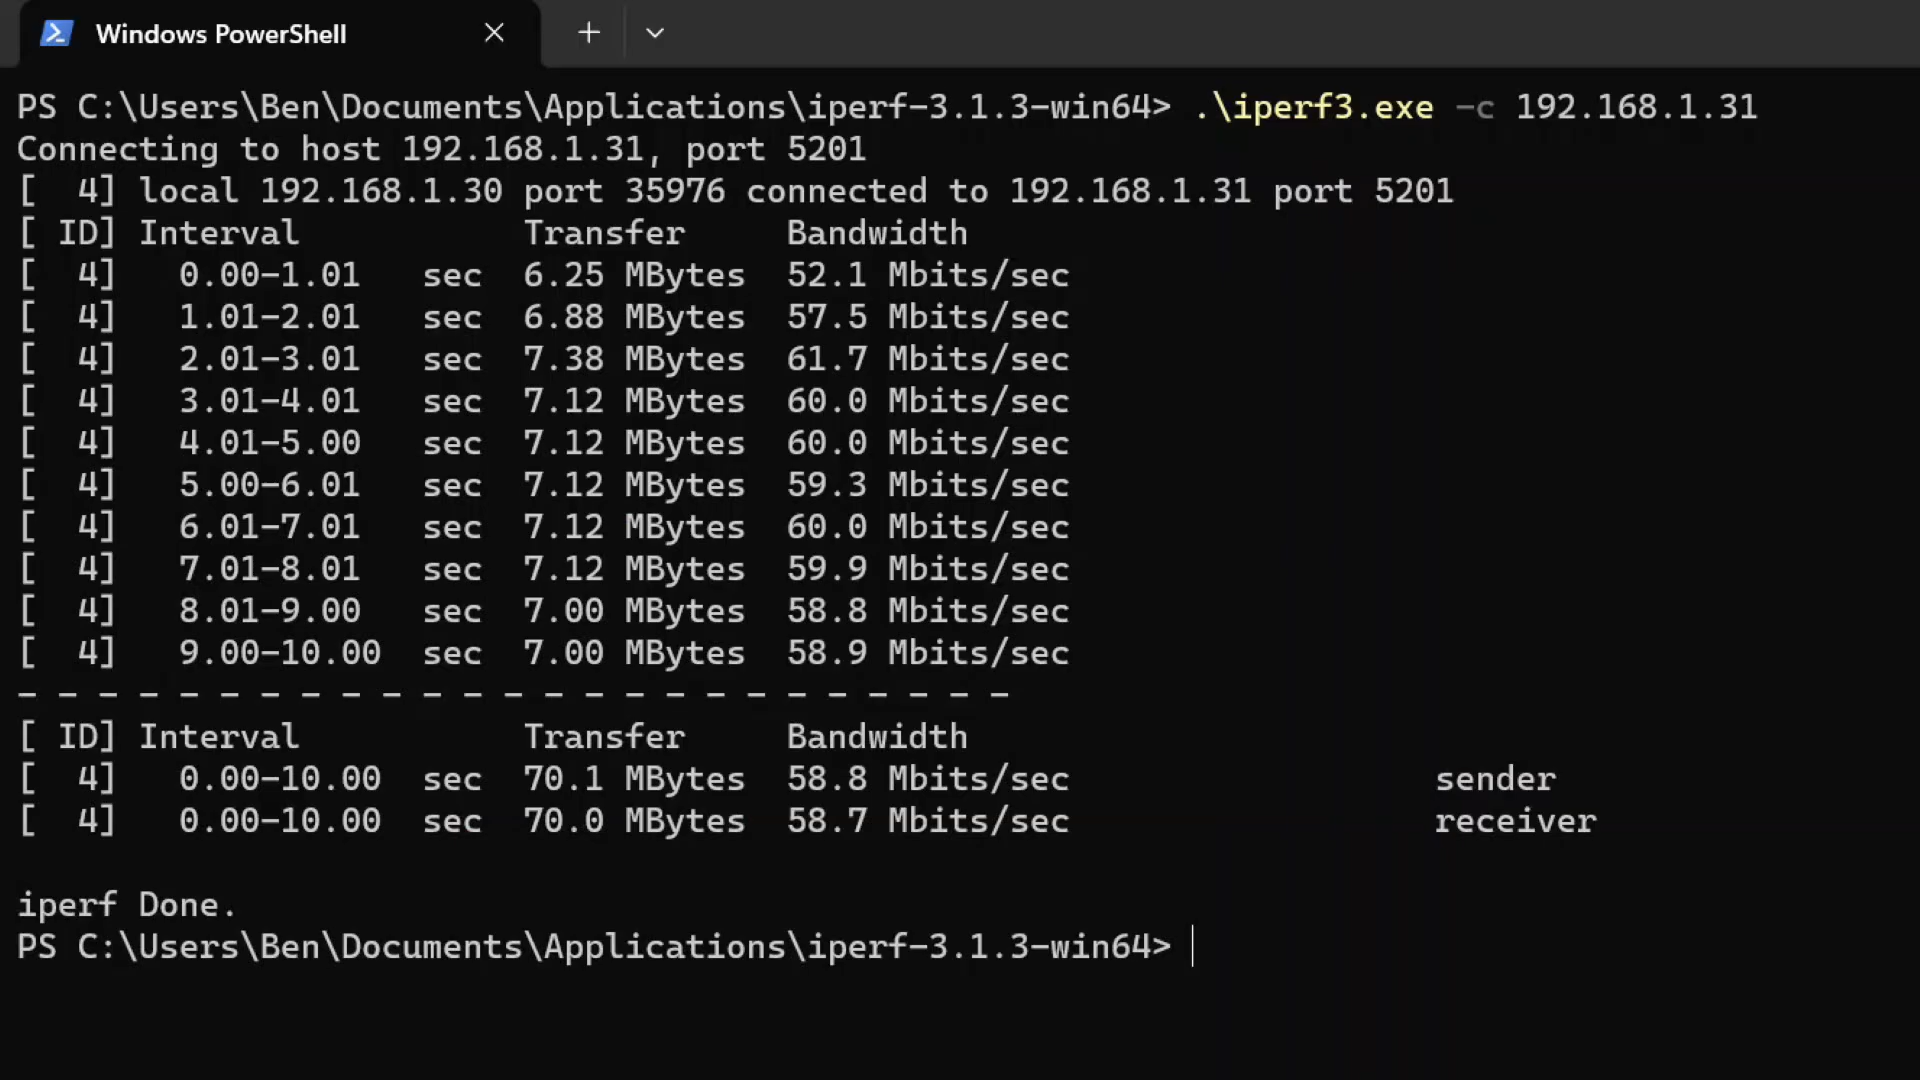 Windows PowerShell
PS C:\Users\Ben\Documents\Applications\iperf-3.1.3-win64> .\iperf3.exe -c 192.168.1.31
Connecting to host 192.168.1.31, port 5201
[  4] local 192.168.1.30 port 35976 connected to 192.168.1.31 port 5201
[ ID] Interval           Transfer     Bandwidth
[  4]   0.00-1.01   sec  6.25 MBytes  52.1 Mbits/sec
[  4]   1.01-2.01   sec  6.88 MBytes  57.5 Mbits/sec
[  4]   2.01-3.01   sec  7.38 MBytes  61.7 Mbits/sec
[  4]   3.01-4.01   sec  7.12 MBytes  60.0 Mbits/sec
[  4]   4.01-5.00   sec  7.12 MBytes  60.0 Mbits/sec
[  4]   5.00-6.01   sec  7.12 MBytes  59.3 Mbits/sec
[  4]   6.01-7.01   sec  7.12 MBytes  60.0 Mbits/sec
[  4]   7.01-8.01   sec  7.12 MBytes  59.9 Mbits/sec
[  4]   8.01-9.00   sec  7.00 MBytes  58.8 Mbits/sec
[  4]   9.00-10.00  sec  7.00 MBytes  58.9 Mbits/sec
- - - - - - - - - - - - - - - - - - - - - - - - -
[ ID] Interval           Transfer     Bandwidth
[  4]   0.00-10.00  sec  70.1 MBytes  58.8 Mbits/sec                  sender
[  4]   0.00-10.00  sec  70.0 MBytes  58.7 Mbits/sec                  receiver
iperf Done.
PS C:\Users\Ben\Documents\Applications\iperf-3.1.3-win64>